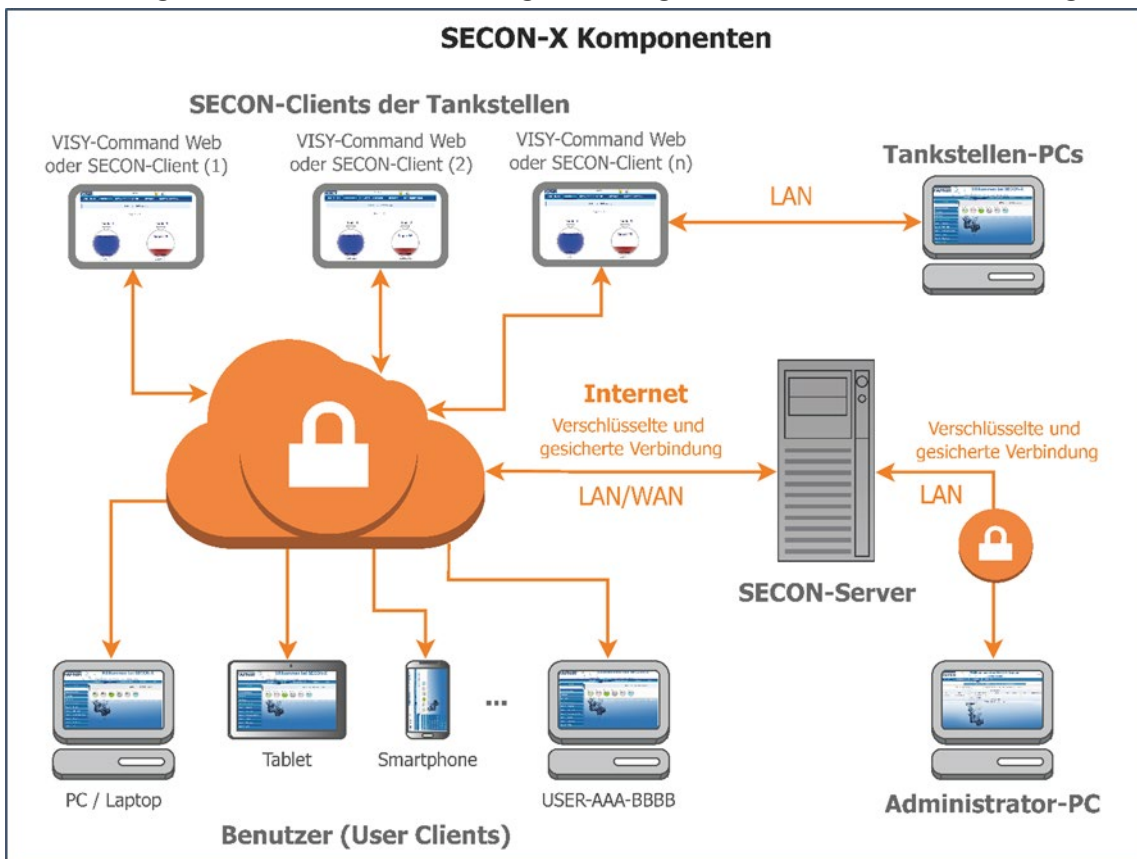 SECON-X Komponenten
SECON-Clients der Tankstellen
VISY-Command Web
oder SECON-Client (1)
VISY-Command Web
oder SECON-Client (2)
VISY-Command Web
oder SECON-Client (n)
Tankstellen-PCs
LAN
Internet
Verschlüsselte und
gesicherte Verbindung
LAN/WAN
Verschlüsselte und
gesicherte Verbindung
LAN
SECON-Server
PC / Laptop
Tablet
Smartphone
...
USER-AAA-BBBB
Administrator-PC
Benutzer (User Clients)